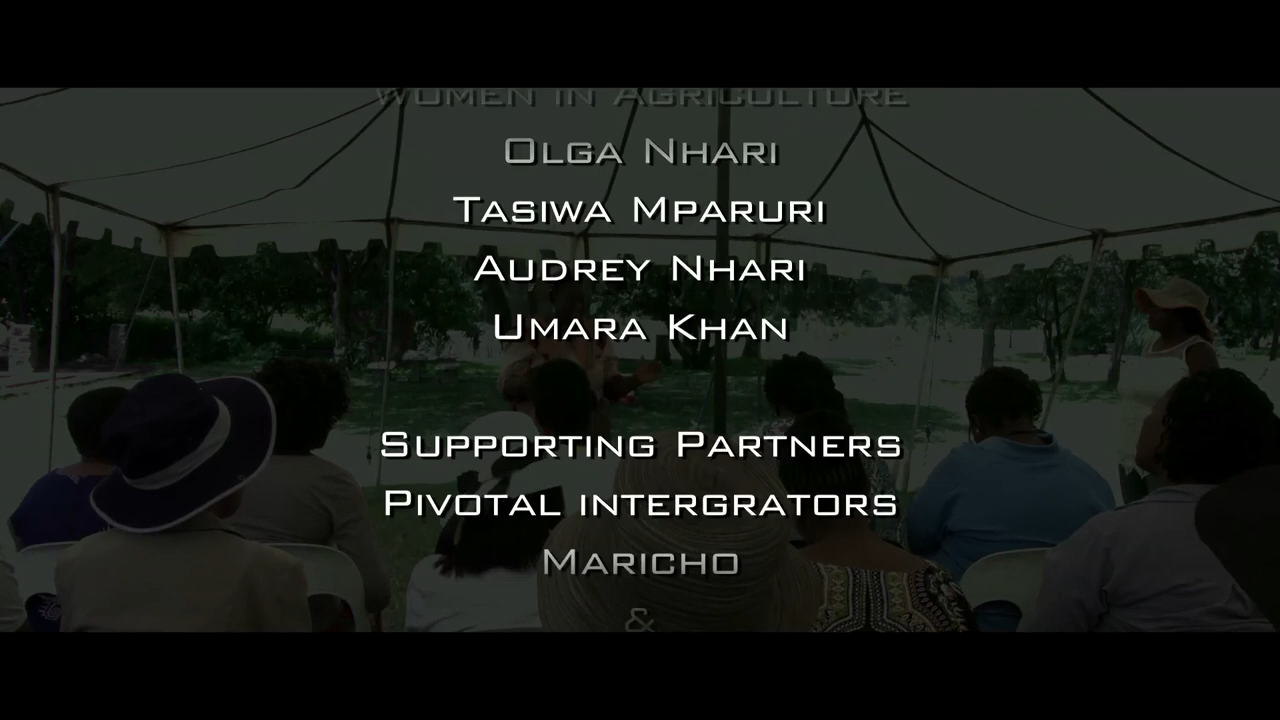 Women in Agriculture
Olga Nhari
Tasiwa Mparuri
Audrey Nhari
Umara Khan
Supporting Partners
Pivotal intergrators
Maricho
&